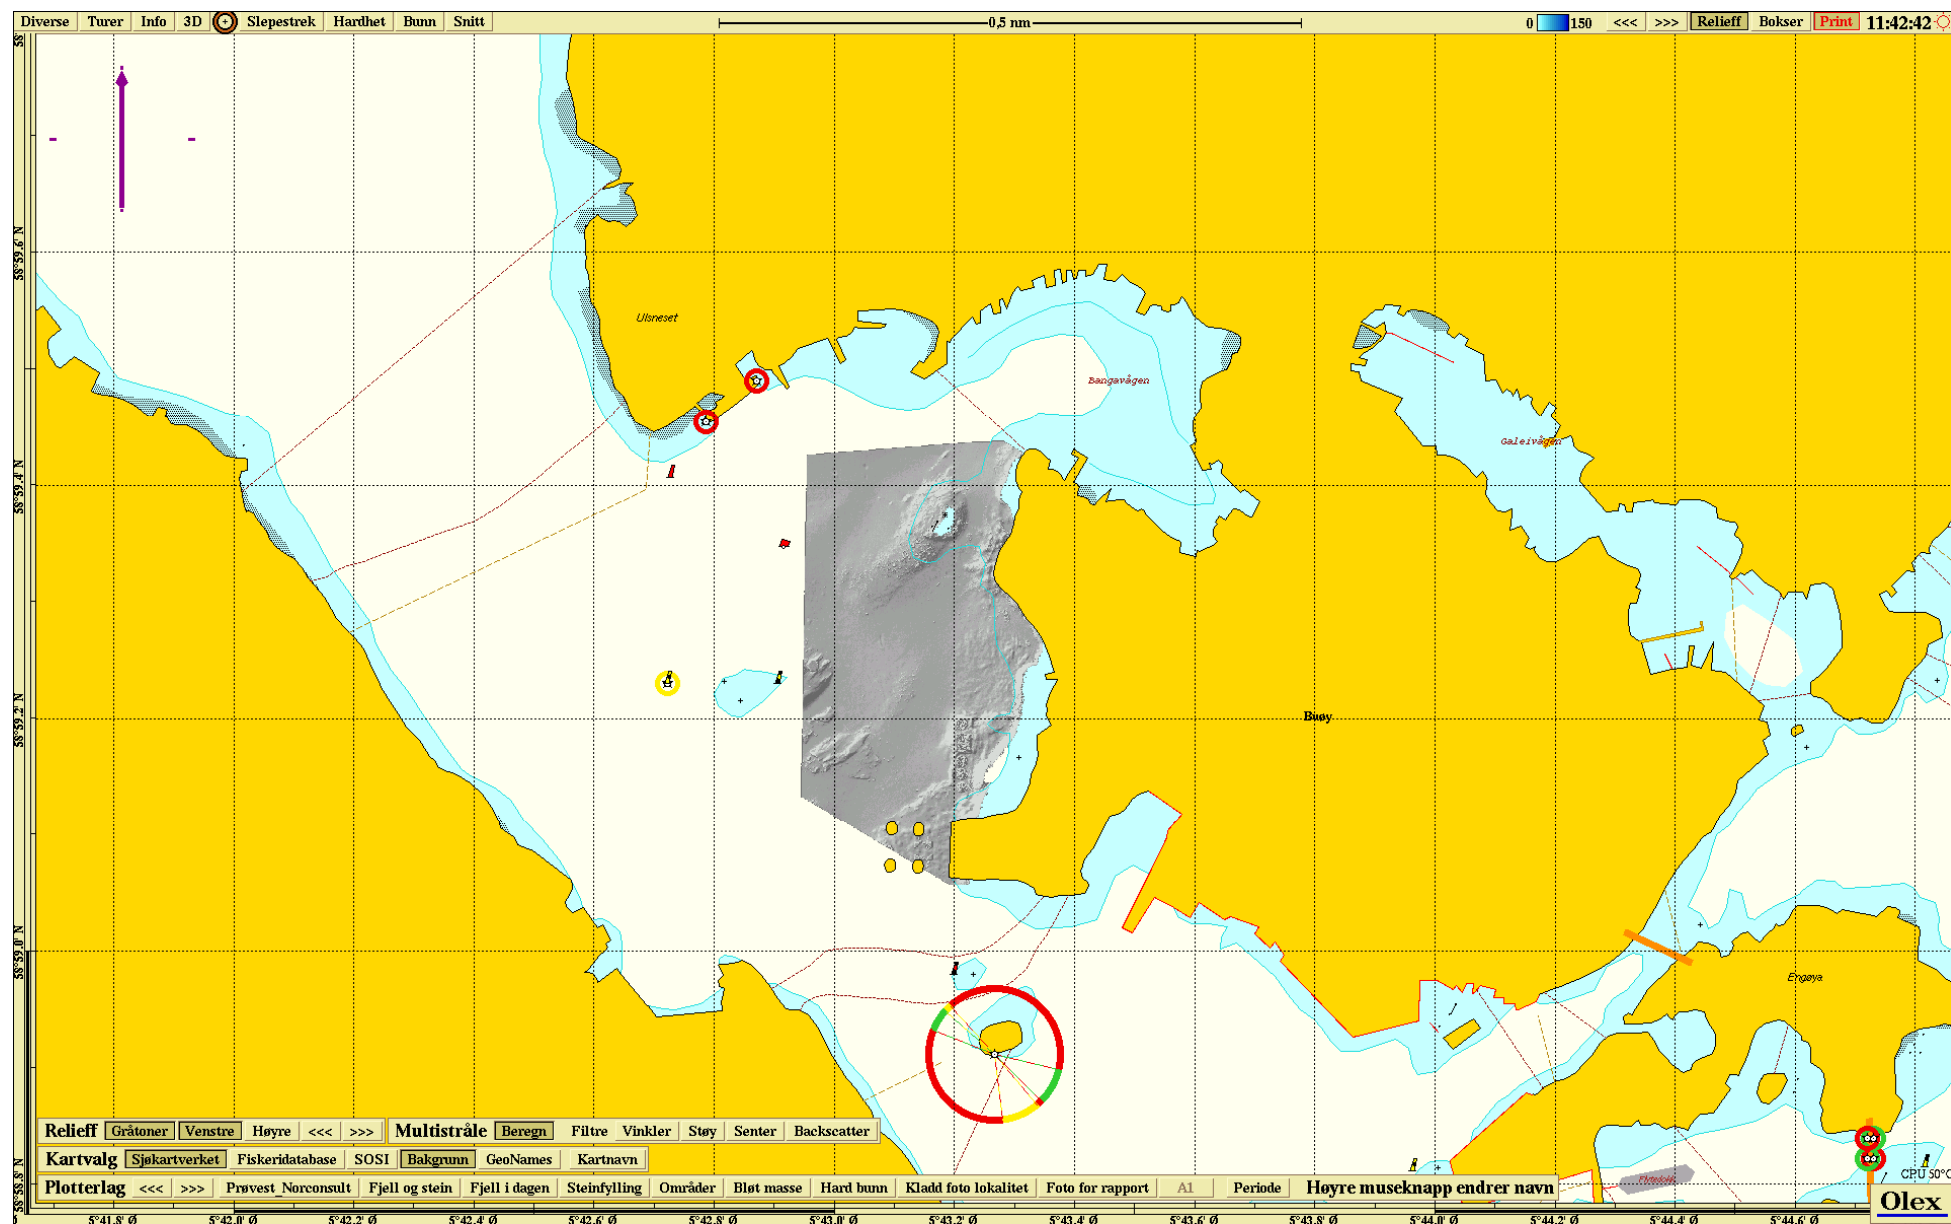 Diverse Turer Info 3D Slepestrek Hardhet Bunn Snitt 0,5 nm 0 150 <<< >>> Relieff Bokser Print 11:42:42
58°59.6' N
Ulsneset
Bangavågen
Galeivågen
58°59.4' N
58°59.2' N
Buøy
58°59.0' N
Engøya
Relieff Gråtoner Venstre Høyre <<< >>> Multistråle Beregn Filtre Vinkler Støy Senter Backscatter
Kartvalg Sjøkartverket Fiskeridatabase SOSI Bakgrunn GeoNames Kartnavn
58°58.8' N
CPU 50°C
Plotterlag <<< >>> Prøvest_Norconsult Fjell og stein Fjell i dagen Steinfylling Områder Bløt masse Hard bunn Kladd foto lokalitet Foto for rapport A1 Periode Høyre museknapp endrer navn
Olex
5°41.8' Ø 5°42.0' Ø 5°42.2' Ø 5°42.4' Ø 5°42.6' Ø 5°42.8' Ø 5°43.0' Ø 5°43.2' Ø 5°43.4' Ø 5°43.6' Ø 5°44.0' Ø 5°44.2' Ø 5°44.4' Ø 5°44.6' Ø